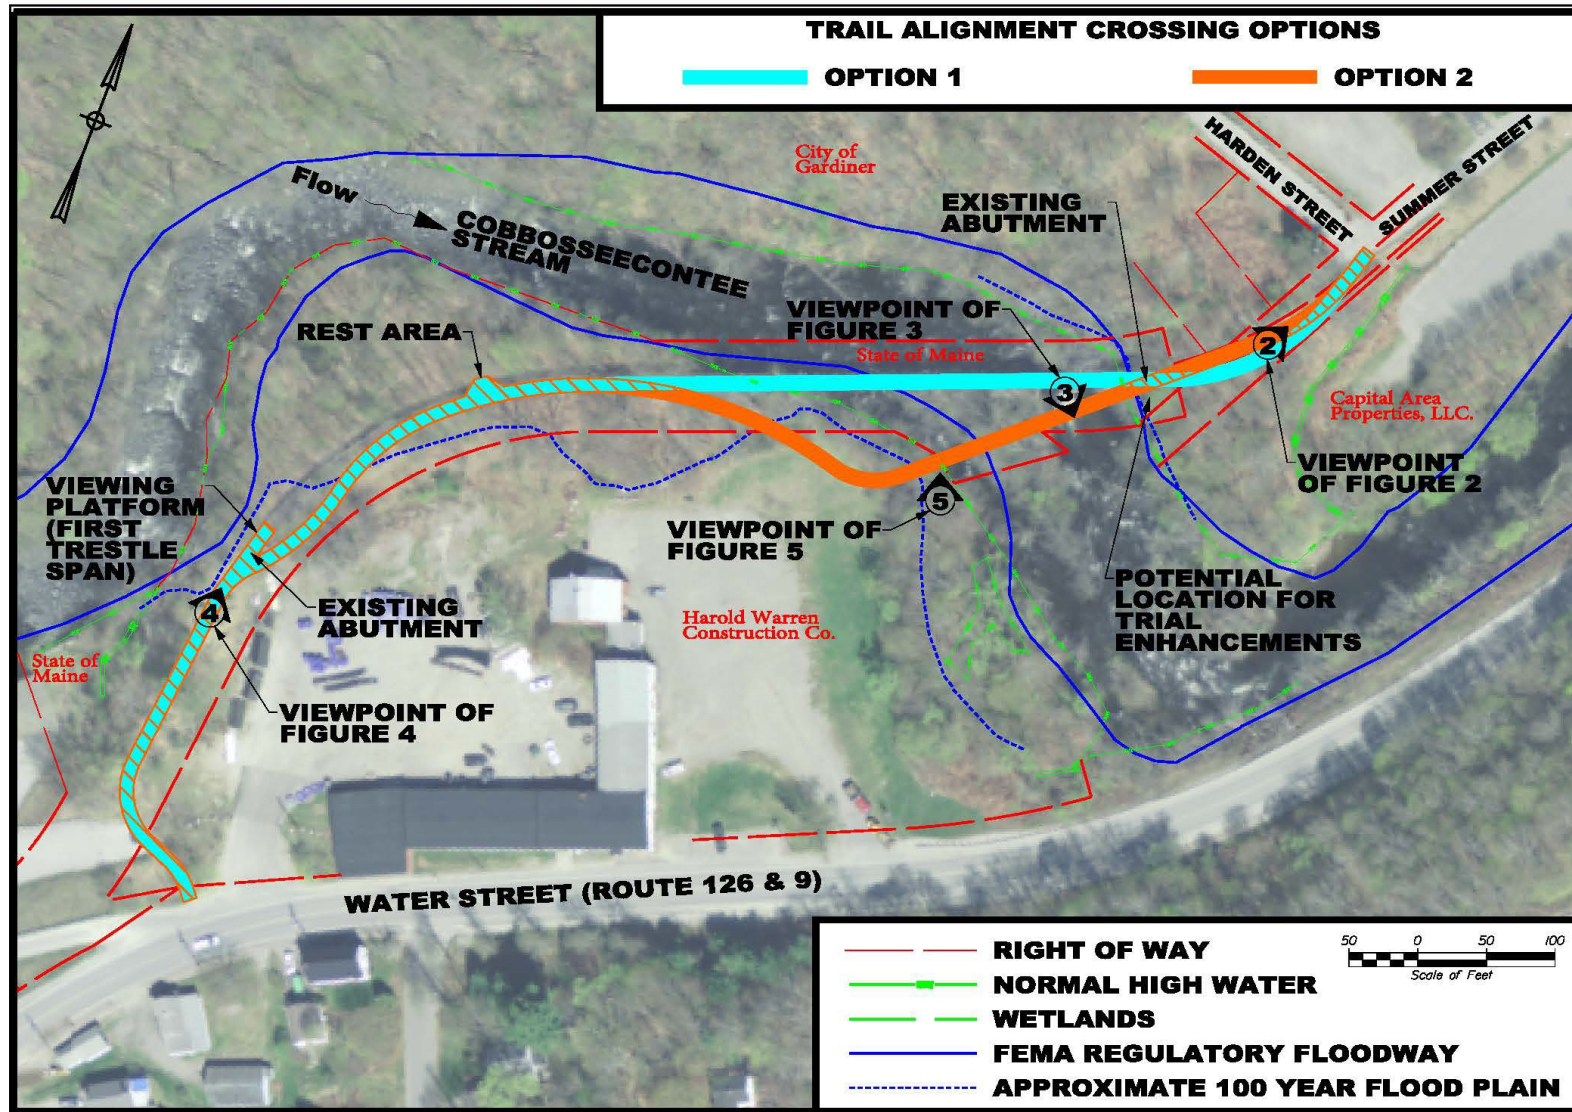 TRAIL ALIGNMENT CROSSING OPTIONS
OPTION 1
OPTION 2
HARDEN STREET
SUMMER STREET
City of
Gardiner
Flow
COBBOSSEECONTEE
STREAM
EXISTING
ABUTMENT
VIEWPOINT OF
FIGURE 3
State of Maine
REST AREA
2
3
Capital Area
Properties, LLC.
VIEWPOINT
OF FIGURE 2
VIEWING
PLATFORM
(FIRST
TRESTLE
SPAN)
5
VIEWPOINT OF
FIGURE 5
POTENTIAL
LOCATION FOR
TRIAL
ENHANCEMENTS
4
EXISTING
ABUTMENT
Harold Warren
Construction Co.
State of
Maine
VIEWPOINT OF
FIGURE 4
WATER STREET (ROUTE 126 & 9)
RIGHT OF WAY
NORMAL HIGH WATER
WETLANDS
FEMA REGULATORY FLOODWAY
APPROXIMATE 100 YEAR FLOOD PLAIN
50 0 50 100
Scale of Feet